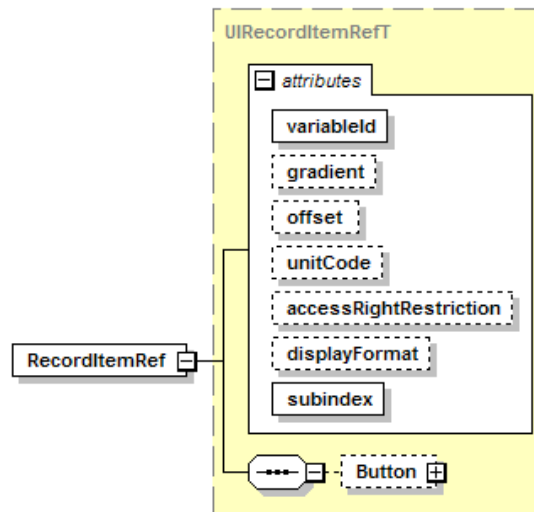 UIRecordItemRefT
attributes
variableId
gradient
offset
unitCode
accessRightRestriction
displayFormat
subindex
RecordItemRef
Button